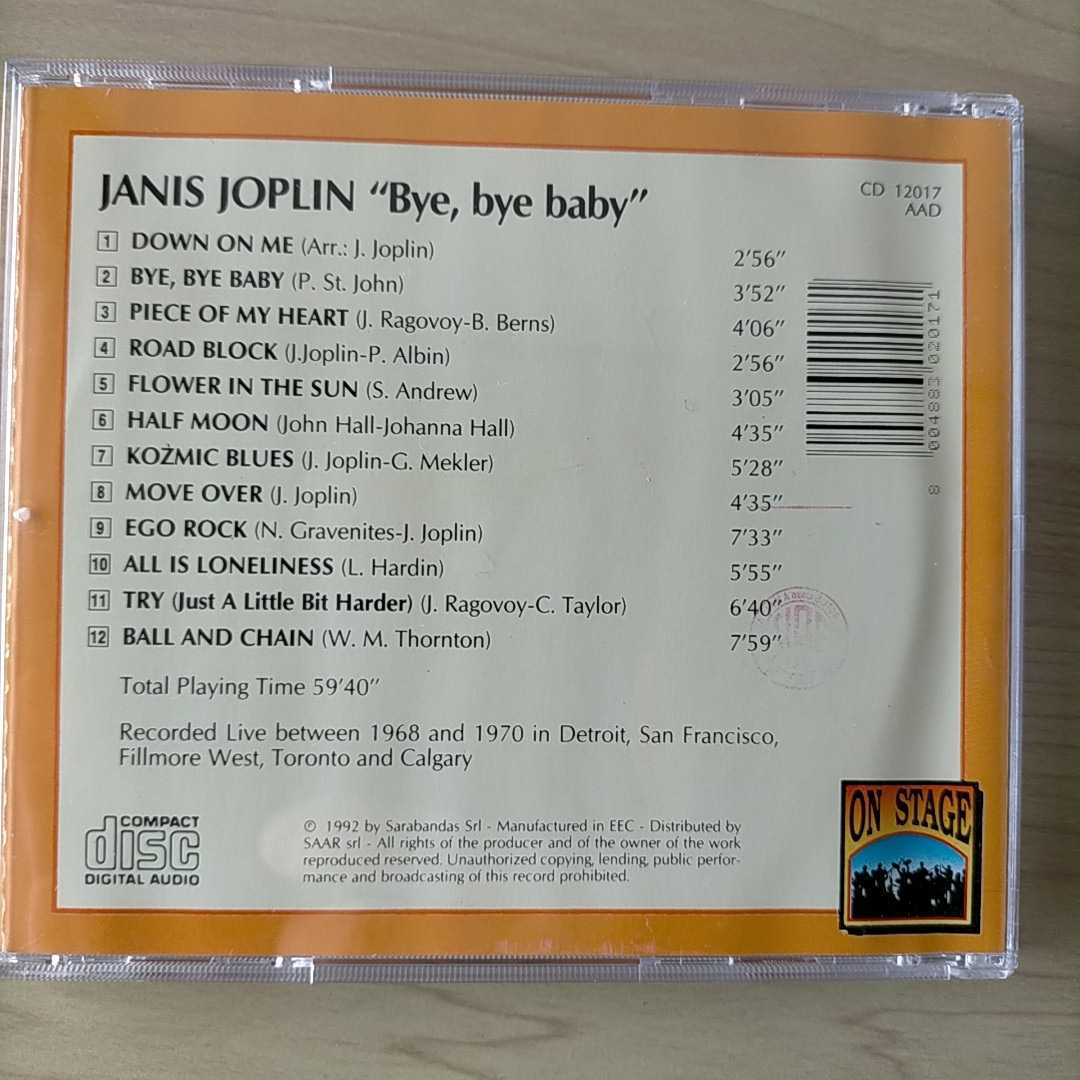 JANIS JOPLIN “Bye, bye baby”
CD 12017
AAD
1 DOWN ON ME (Arr.: J. Joplin) 2’56’’
2 BYE, BYE BABY (P. St. John) 3’52’’
3 PIECE OF MY HEART (J. Ragovoy-B. Berns) 4’06’’
4 ROAD BLOCK (J.Joplin-P. Albin) 2’56’’
5 FLOWER IN THE SUN (S. Andrew) 3’05’’
6 HALF MOON (John Hall-Johanna Hall) 4’35’’
7 KOŻMIC BLUES (J. Joplin-G. Mekler) 5’28’’
8 MOVE OVER (J. Joplin) 4’35’’
9 EGO ROCK (N. Gravenites-J. Joplin) 7’33’’
10 ALL IS LONELINESS (L. Hardin) 5’55’’
11 TRY (Just A Little Bit Harder) (J. Ragovoy-C. Taylor) 6’40’’
12 BALL AND CHAIN (W. M. Thornton) 7’59’’
8 004883 020171
Total Playing Time 59’40’’
Recorded Live between 1968 and 1970 in Detroit, San Francisco,
Fillmore West, Toronto and Calgary
COMPACT
disc
DIGITAL AUDIO
℗ 1992 by Sarabandas Srl - Manufactured in EEC - Distributed by
SAAR srl - All rights of the producer and of the owner of the work
reproduced reserved. Unauthorized copying, lending, public perfor-
mance and broadcasting of this record prohibited.
ON STAGE